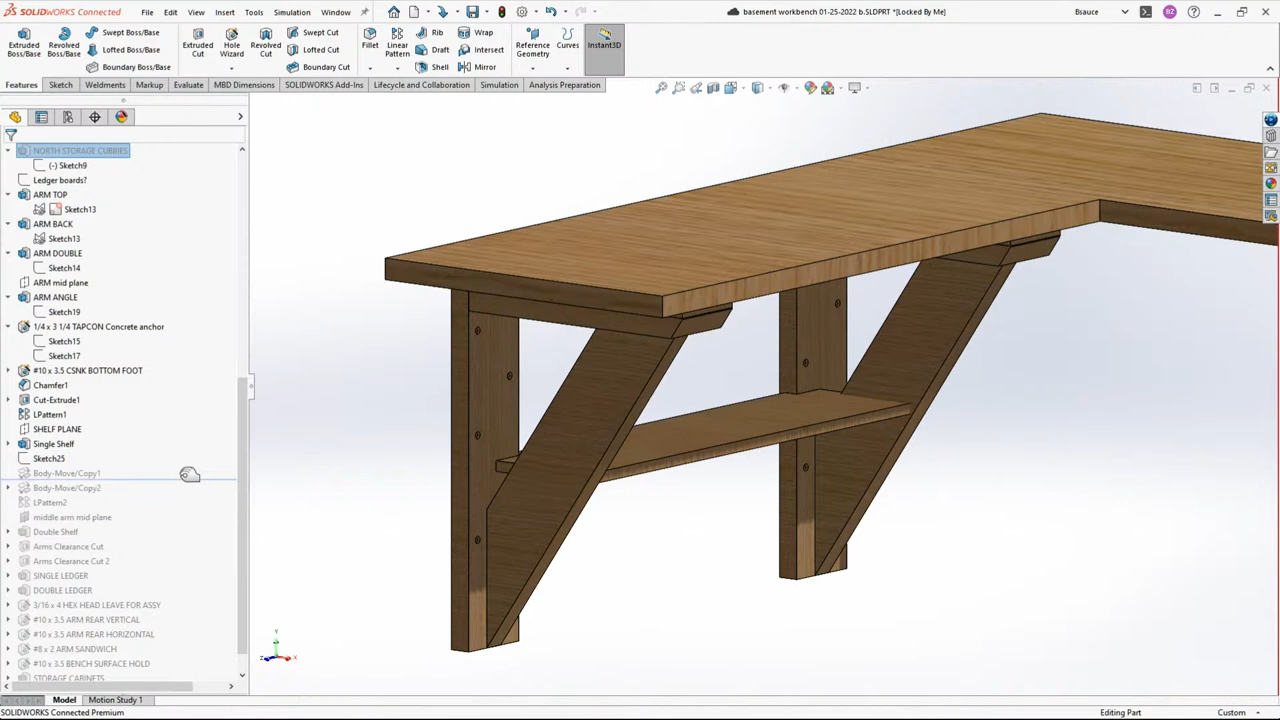 SOLIDWORKS Connected
File Edit View Insert Tools Simulation Window
basement workbench 01-25-2022 b.SLDPRT *[Locked By Me]
Bsauce
BZ
Extruded Boss/Base
Revolved Boss/Base
Swept Boss/Base
Lofted Boss/Base
Boundary Boss/Base
Extruded Cut
Hole Wizard
Revolved Cut
Swept Cut
Lofted Cut
Boundary Cut
Fillet
Linear Pattern
Rib
Draft
Shell
Wrap
Intersect
Mirror
Reference Geometry
Curves
Instant3D
Features Sketch Weldments Markup Evaluate MBD Dimensions SOLIDWORKS Add-Ins Lifecycle and Collaboration Simulation Analysis Preparation
NORTH STORAGE CUBBIES
(-) Sketch9
Ledger boards?
ARM TOP
Sketch13
ARM BACK
Sketch13
ARM DOUBLE
Sketch14
ARM mid plane
ARM ANGLE
Sketch19
1/4 x 3 1/4 TAPCON Concrete anchor
Sketch15
Sketch17
#10 x 3.5 CSNK BOTTOM FOOT
Chamfer1
Cut-Extrude1
LPattern1
SHELF PLANE
Single Shelf
Sketch25
Body-Move/Copy1
Body-Move/Copy2
LPattern2
middle arm mid plane
Double Shelf
Arms Clearance Cut
Arms Clearance Cut 2
SINGLE LEDGER
DOUBLE LEDGER
3/16 x 4 HEX HEAD LEAVE FOR ASSY
#10 x 3.5 ARM REAR VERTICAL
#10 x 3.5 ARM REAR HORIZONTAL
#8 x 2 ARM SANDWICH
#10 x 3.5 BENCH SURFACE HOLD
STORAGE CABINETS
Y
Z X
Model Motion Study 1
SOLIDWORKS Connected Premium
Editing Part
Custom